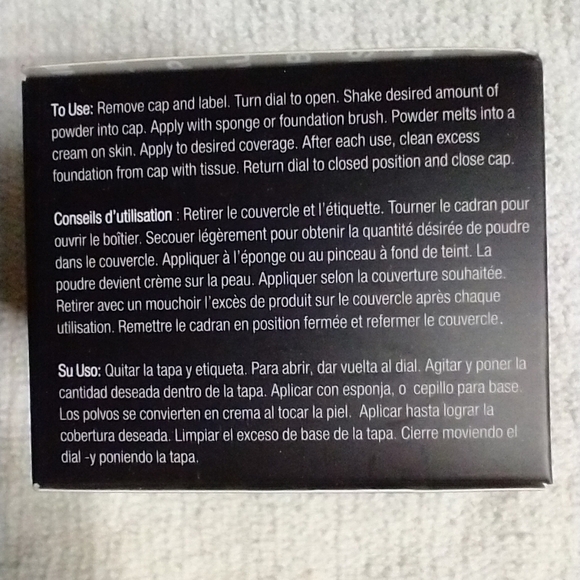 To Use: Remove cap and label. Turn dial to open. Shake desired amount of
powder into cap. Apply with sponge or foundation brush. Powder melts into a
cream on skin. Apply to desired coverage. After each use, clean excess
foundation from cap with tissue. Return dial to closed position and close cap.
Conseils d'utilisation : Retirer le couvercle et l'étiquette. Tourner le cadran pour
ouvrir le boîtier. Secouer légèrement pour obtenir la quantité désirée de poudre
dans le couvercle. Appliquer à l'éponge ou au pinceau à fond de teint. La
poudre devient crème sur la peau. Appliquer selon la couverture souhaitée.
Retirer avec un mouchoir l'excès de produit sur le couvercle après chaque
utilisation. Remettre le cadran en position fermée et refermer le couvercle.
Su Uso: Quitar la tapa y etiqueta. Para abrir, dar vuelta al dial. Agitar y poner la
cantidad deseada dentro de la tapa. Aplicar con esponja, o cepillo para base.
Los polvos se convierten en crema al tocar la piel. Aplicar hasta lograr la
cobertura deseada. Limpiar el exceso de base de la tapa. Cierre moviendo el
dial -y poniendo la tapa.